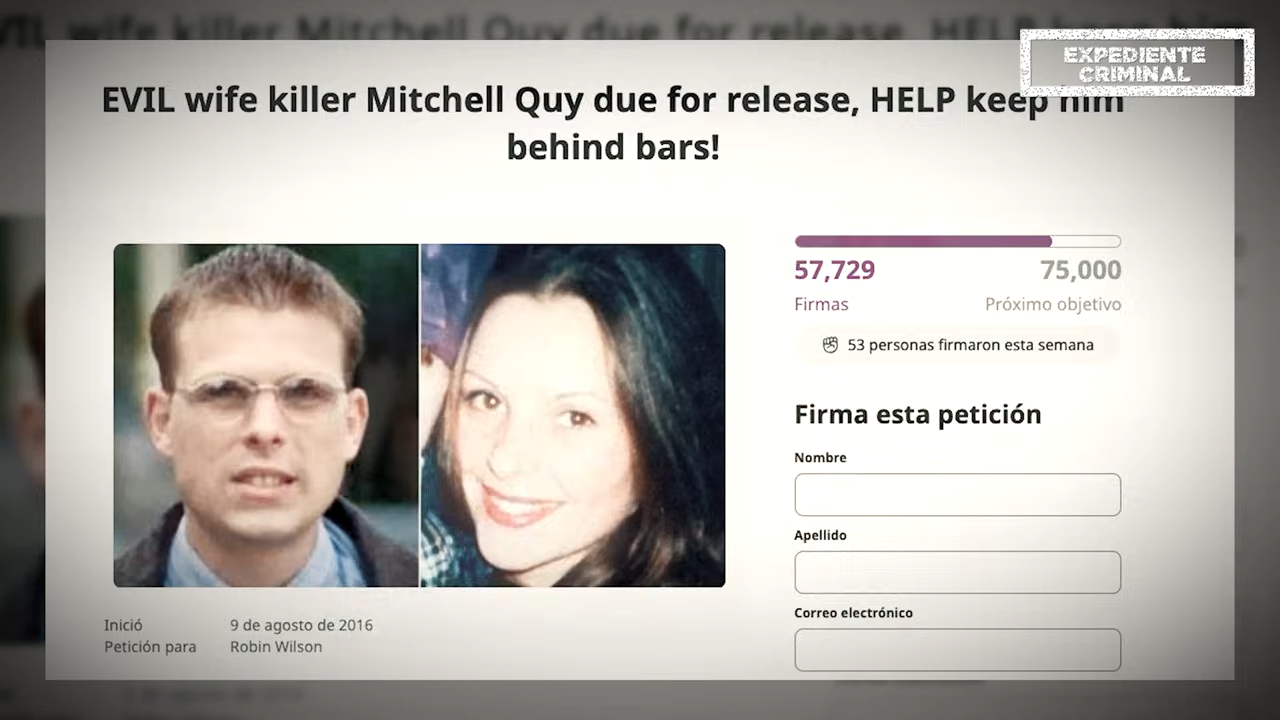 EXPEDIENTE
CRIMINAL
EVIL wife killer Mitchell Quy due for release, HELP keep him
behind bars!
57,729
75,000
Firmas
Próximo objetivo
53 personas firmaron esta semana
Firma esta petición
Nombre
Apellido
Correo electrónico
Inició
9 de agosto de 2016
Petición para
Robin Wilson